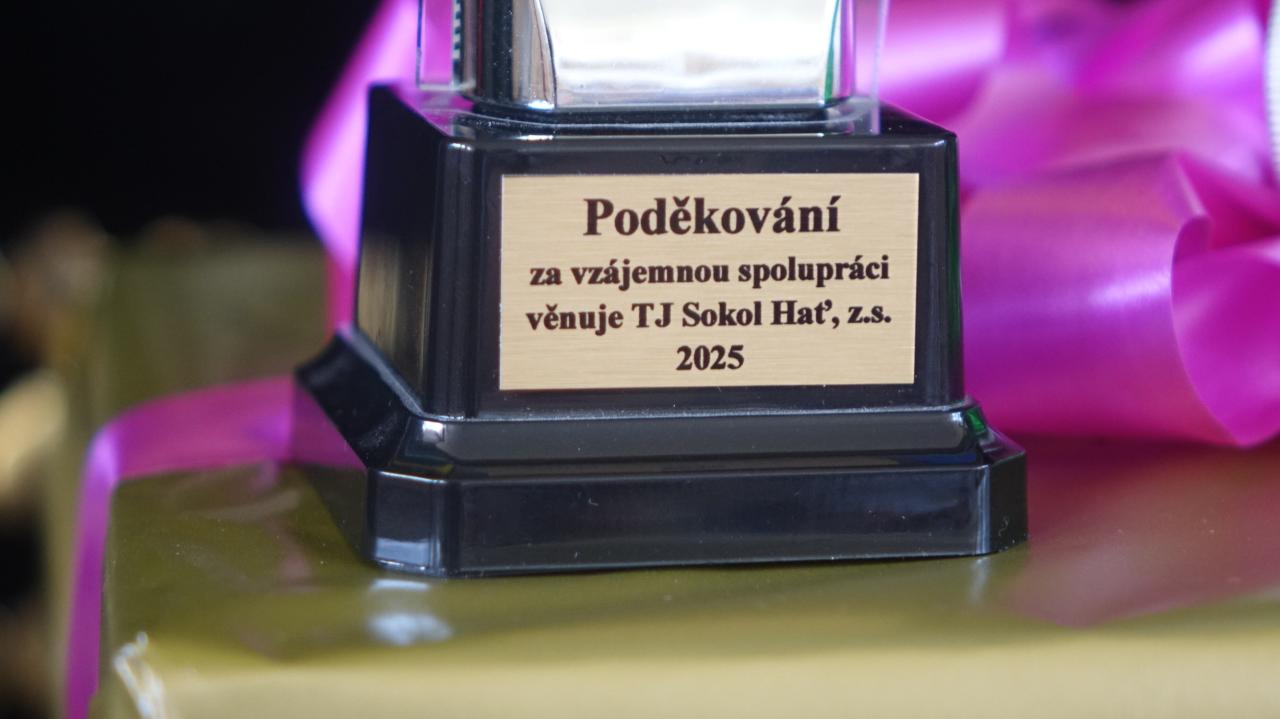 Poděkování
za vzájemnou spolupráci
věnuje TJ Sokol Hať, z.s.
2025